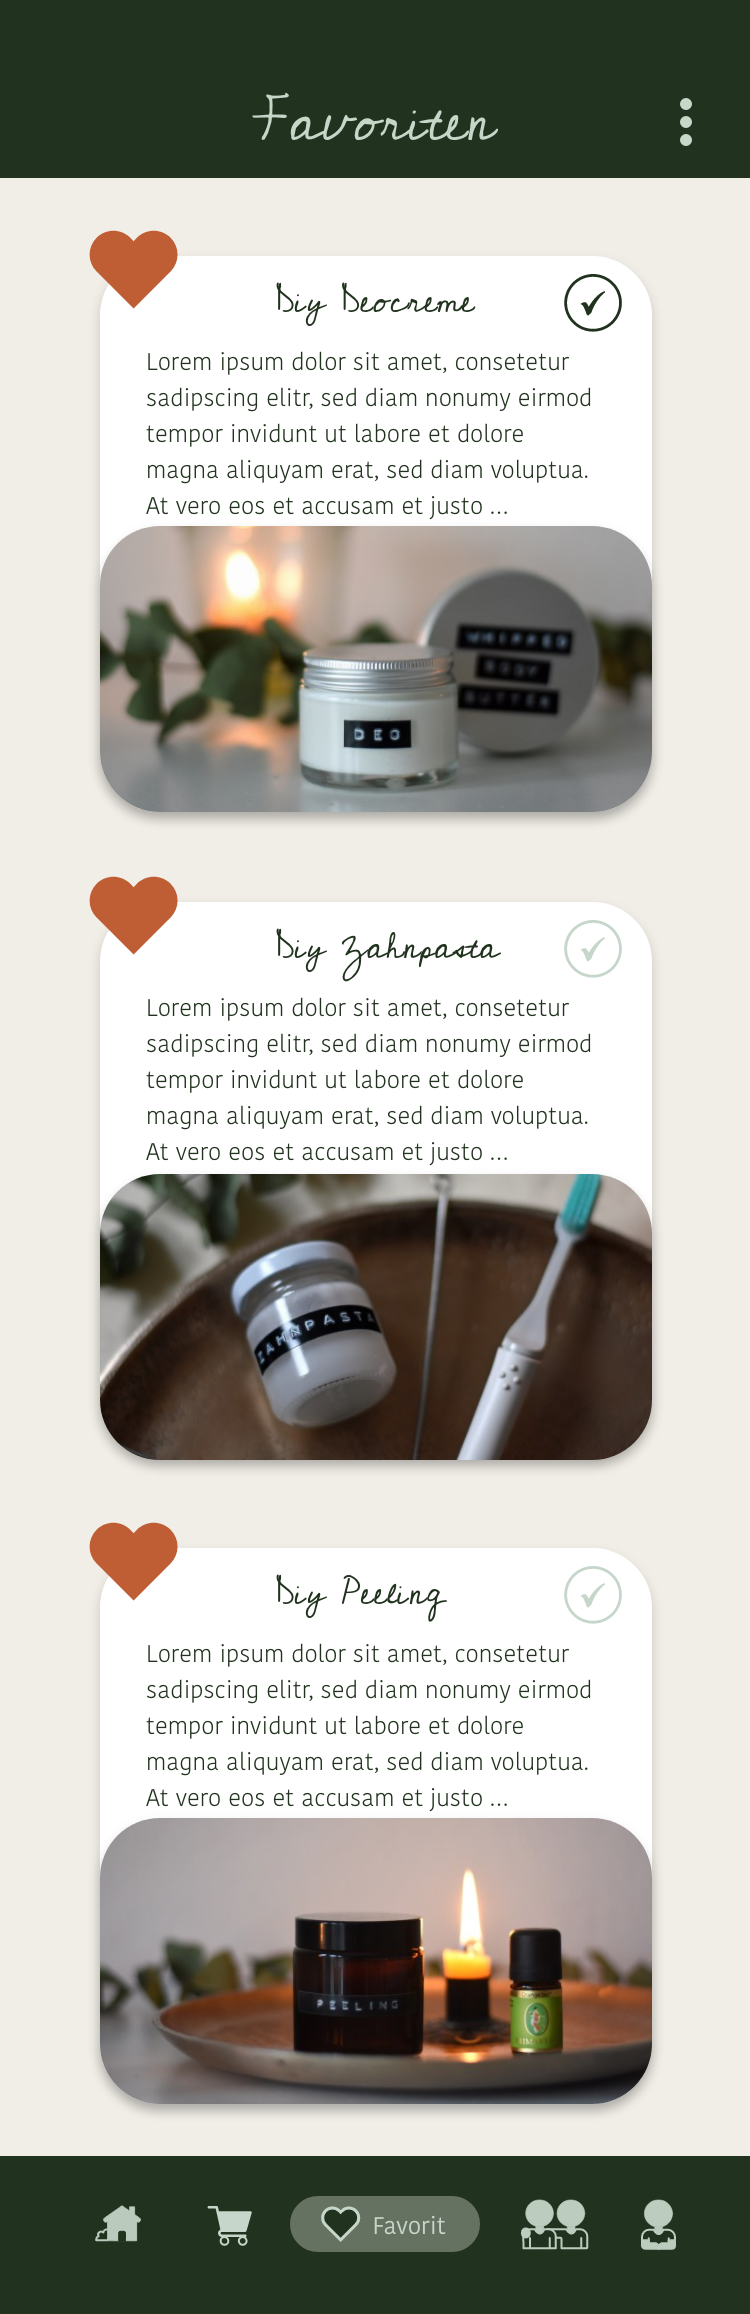 Favoriten
Diy Deocreme
Lorem ipsum dolor sit amet, consetetur
sadipscing elitr, sed diam nonumy eirmod
tempor invidunt ut labore et dolore
magna aliquyam erat, sed diam voluptua.
At vero eos et accusam et justo ...
WHIPPED
BODY
BUTTER
DEO
Diy Zahnpasta
Lorem ipsum dolor sit amet, consetetur
sadipscing elitr, sed diam nonumy eirmod
tempor invidunt ut labore et dolore
magna aliquyam erat, sed diam voluptua.
At vero eos et accusam et justo ...
ZAHNPASTA
Diy Peeling
Lorem ipsum dolor sit amet, consetetur
sadipscing elitr, sed diam nonumy eirmod
tempor invidunt ut labore et dolore
magna aliquyam erat, sed diam voluptua.
At vero eos et accusam et justo ...
PEELING
Favorit